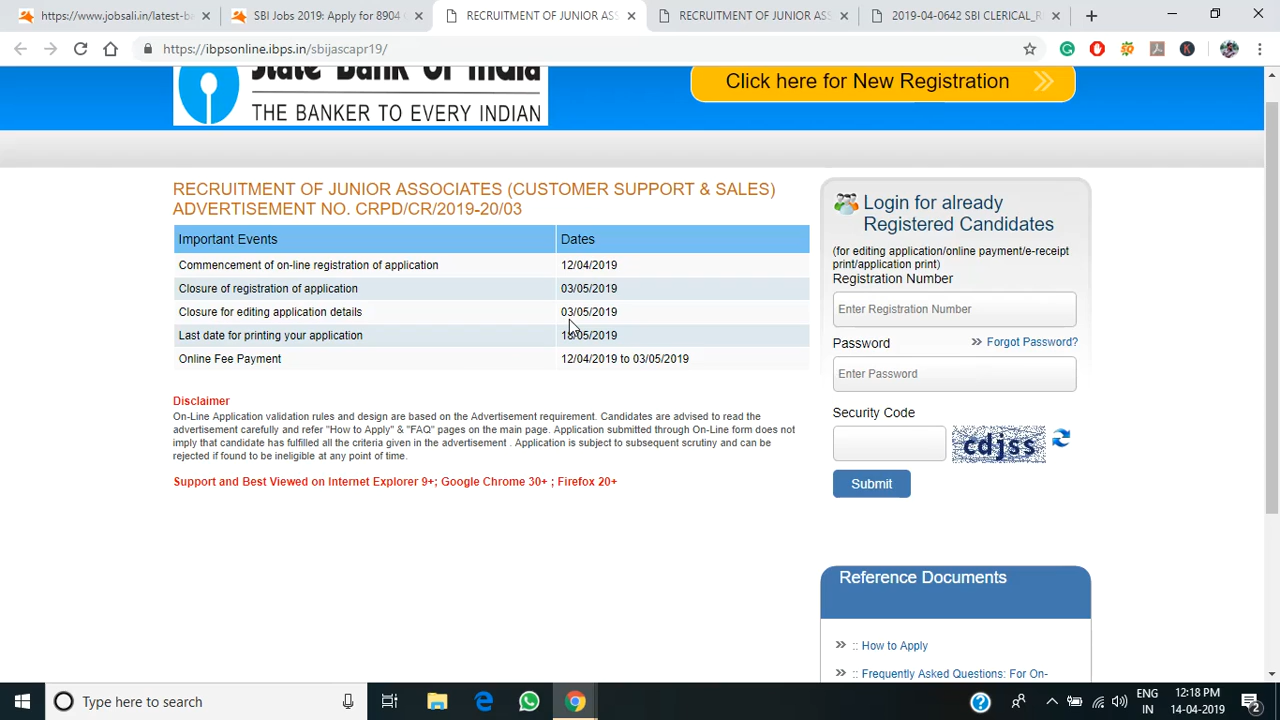 https://www.jobsali.in/latest-b
SBI Jobs 2019: Apply for 8904
RECRUITMENT OF JUNIOR ASS
RECRUITMENT OF JUNIOR ASS
2019-04-0642 SBI CLERICAL_R
https://ibpsonline.ibps.in/sbijascapr19/
State Bank of India
THE BANKER TO EVERY INDIAN
Click here for New Registration
RECRUITMENT OF JUNIOR ASSOCIATES (CUSTOMER SUPPORT & SALES)
ADVERTISEMENT NO. CRPD/CR/2019-20/03
Important Events Dates
Commencement of on-line registration of application 12/04/2019
Closure of registration of application 03/05/2019
Closure for editing application details 03/05/2019
Last date for printing your application 18/05/2019
Online Fee Payment 12/04/2019 to 03/05/2019
Disclaimer
On-Line Application validation rules and design are based on the Advertisement requirement. Candidates are advised to read the
advertisement carefully and refer "How to Apply" & "FAQ" pages on the main page. Application submitted through On-Line form does not
imply that candidate has fulfilled all the criteria given in the advertisement . Application is subject to subsequent scrutiny and can be
rejected if found to be ineligible at any point of time.
Support and Best Viewed on Internet Explorer 9+; Google Chrome 30+ ; Firefox 20+
Login for already
Registered Candidates
(for editing application/online payment/e-receipt
print/application print)
Registration Number
Enter Registration Number
Password
Forgot Password?
Enter Password
Security Code
cdjss
Submit
Reference Documents
:: How to Apply
:: Frequently Asked Questions: For On-
Type here to search
ENG
IN
12:18 PM
14-04-2019
2